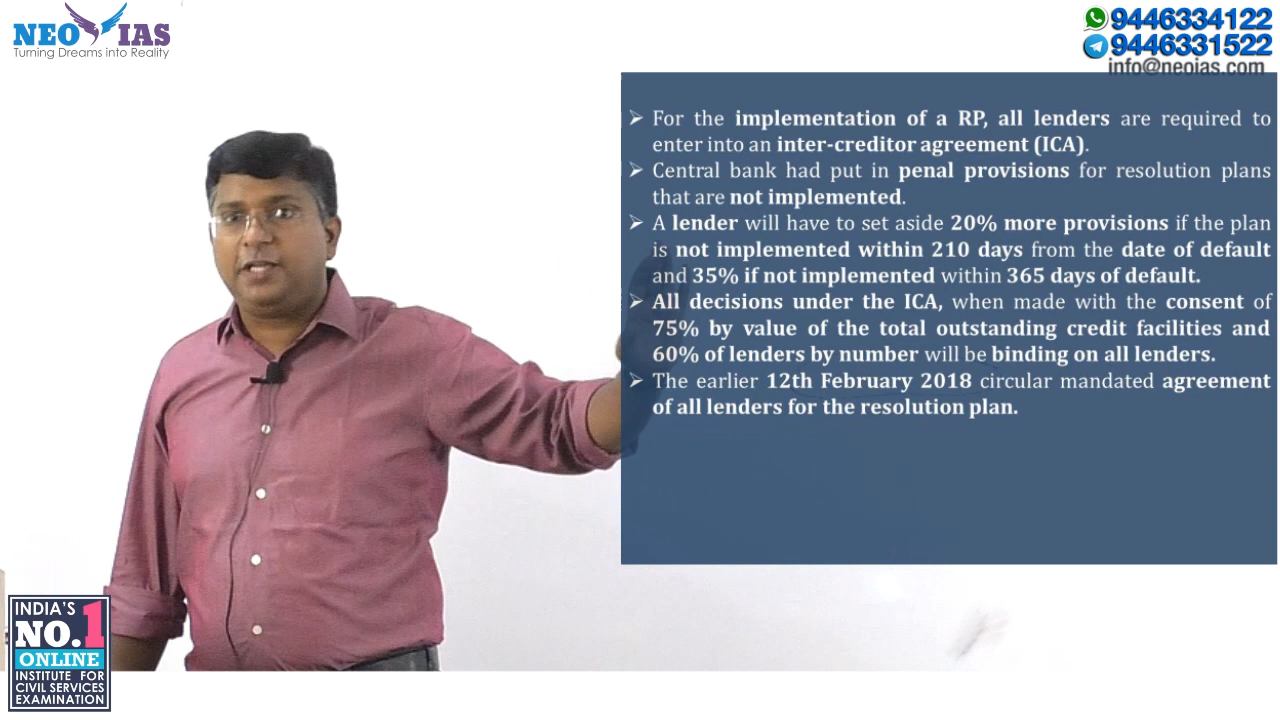 NEO IAS
Turning Dreams into Reality
9446334122
9446331522
info@neoias.com
➢ For the implementation of a RP, all lenders are required to
enter into an inter-creditor agreement (ICA).
➢ Central bank had put in penal provisions for resolution plans
that are not implemented.
➢ A lender will have to set aside 20% more provisions if the plan
is not implemented within 210 days from the date of default
and 35% if not implemented within 365 days of default.
➢ All decisions under the ICA, when made with the consent of
75% by value of the total outstanding credit facilities and
60% of lenders by number will be binding on all lenders.
➢ The earlier 12th February 2018 circular mandated agreement
of all lenders for the resolution plan.
INDIA'S
NO.1
ONLINE
INSTITUTE FOR
CIVIL SERVICES
EXAMINATION